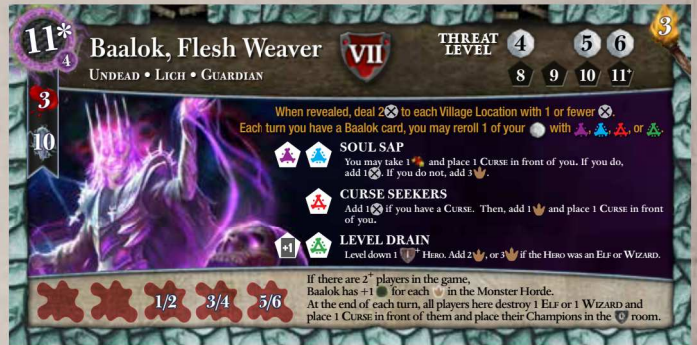 11*
4
3
10
Baalok, Flesh Weaver
UNDEAD • LICH • GUARDIAN
VII
THREAT LEVEL
4 5 6
8 9 10 11+
3
When revealed, deal 2 to each Village Location with 1 or fewer .
Each turn you have a Baalok card, you may reroll 1 of your with , , , or .
SOUL SAP
You may take 1 and place 1 CURSE in front of you. If you do,
add 1 . If you do not, add 3 .
CURSE SEEKERS
Add 1 if you have a CURSE. Then, add 1 and place 1 CURSE in front
of you.
+1
LEVEL DRAIN
Level down 1 + HERO. Add 2 , or 3 if the HERO was an ELF or WIZARD.
1/2 3/4 5/6
If there are 2+ players in the game,
Baalok has +1 for each in the Monster Horde.
At the end of each turn, all players here destroy 1 ELF or 1 WIZARD and
place 1 CURSE in front of them and place their Champions in the room.